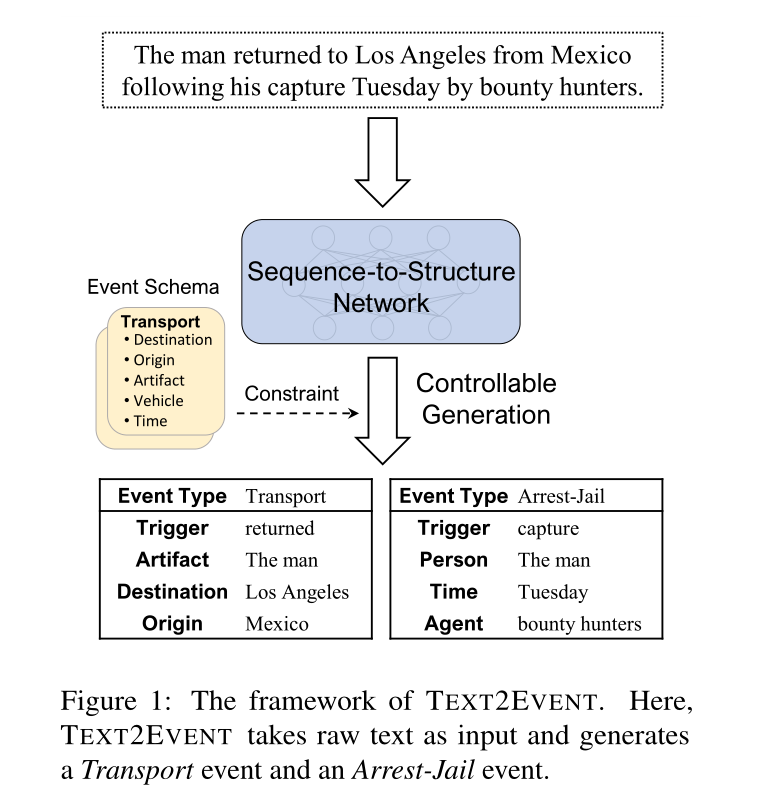 The man returned to Los Angeles from Mexico
following his capture Tuesday by bounty hunters.
Sequence-to-Structure
Network
Event Schema
Transport
• Destination
• Origin
• Artifact
• Vehicle
• Time
Constraint
Controllable
Generation
Event Type Transport
Trigger returned
Artifact The man
Destination Los Angeles
Origin Mexico
Event Type Arrest-Jail
Trigger capture
Person The man
Time Tuesday
Agent bounty hunters
Figure 1: The framework of TEXT2EVENT. Here,
TEXT2EVENT takes raw text as input and generates
a Transport event and an Arrest-Jail event.